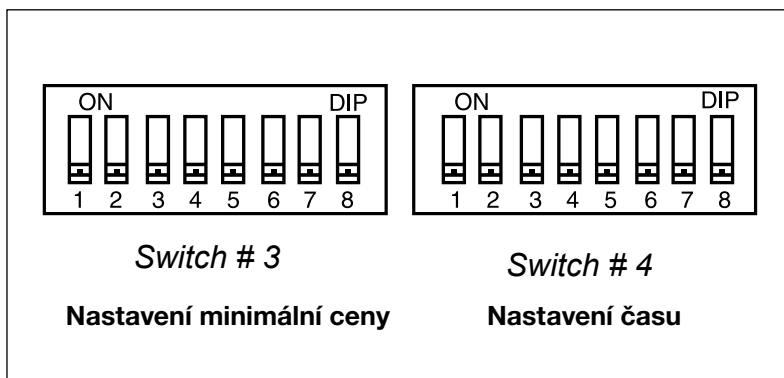 ON DIP
1 2 3 4 5 6 7 8
Switch # 3
Nastavení minimální ceny
ON DIP
1 2 3 4 5 6 7 8
Switch # 4
Nastavení času